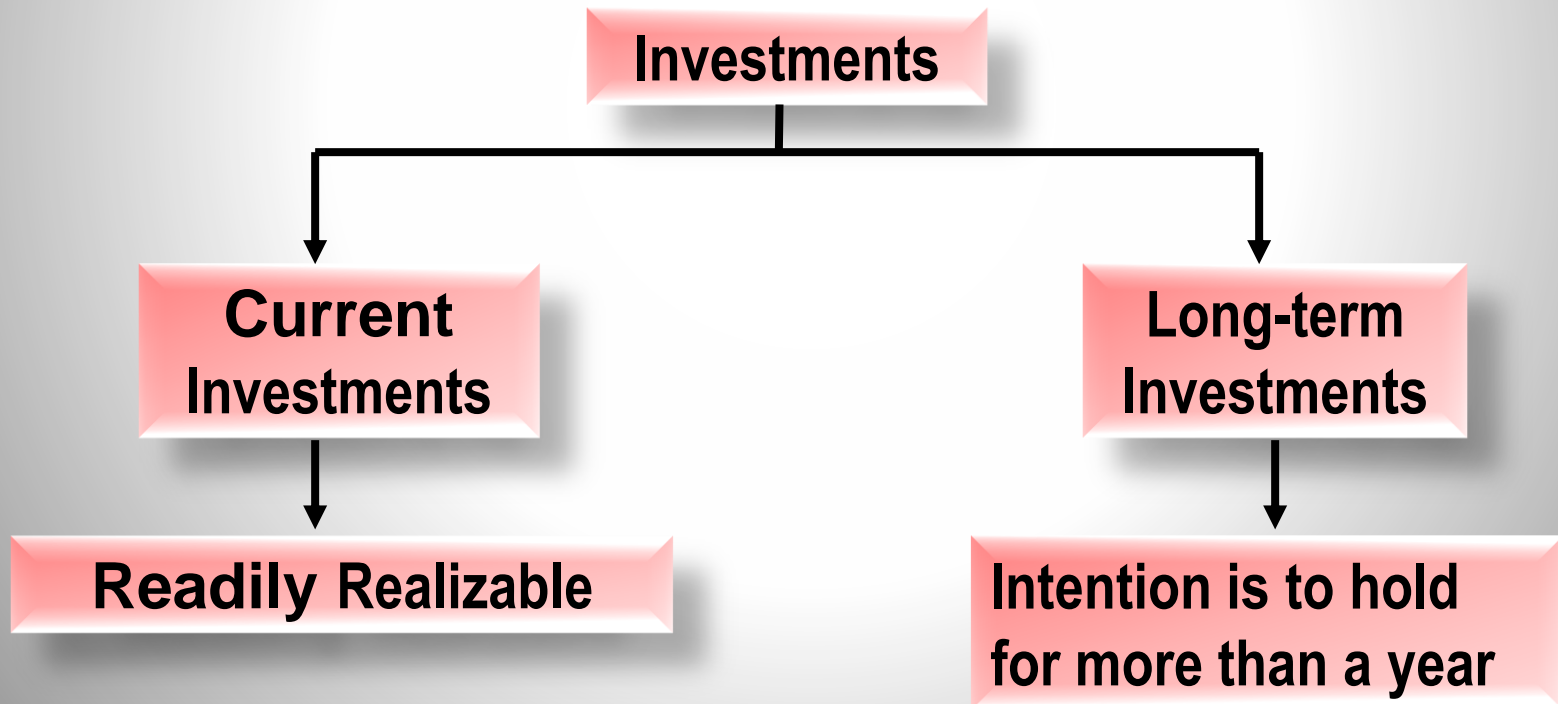 Investments
Current
Investments
Long-term
Investments
Readily Realizable
Intention is to hold
for more than a year